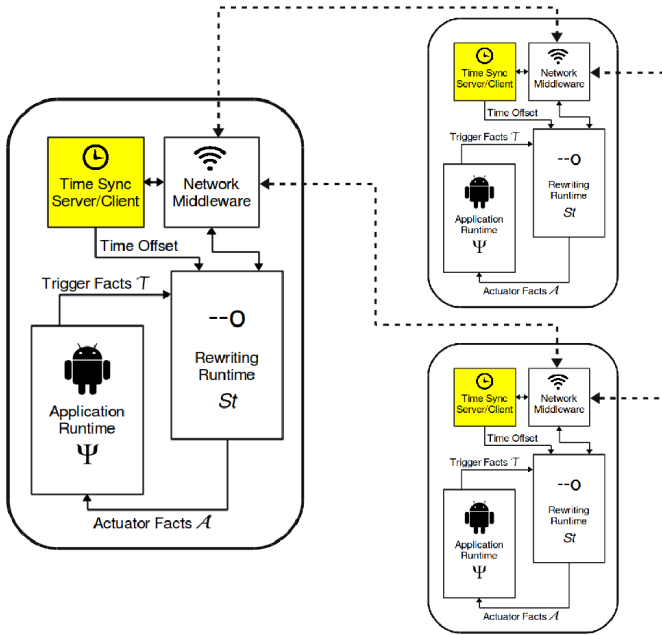 Time Sync
Server/Client
Network
Middleware
Time Offset
Trigger Facts 𝒯
--o
Rewriting
Runtime
St
Application
Runtime
Ψ
Actuator Facts 𝒜
Time Sync
Server/Client
Network
Middleware
Time Offset
Trigger Facts 𝒯
--o
Rewriting
Runtime
St
Application
Runtime
Ψ
Actuator Facts 𝒜
Time Sync
Server/Client
Network
Middleware
Time Offset
Trigger Facts 𝒯
--o
Rewriting
Runtime
St
Application
Runtime
Ψ
Actuator Facts 𝒜